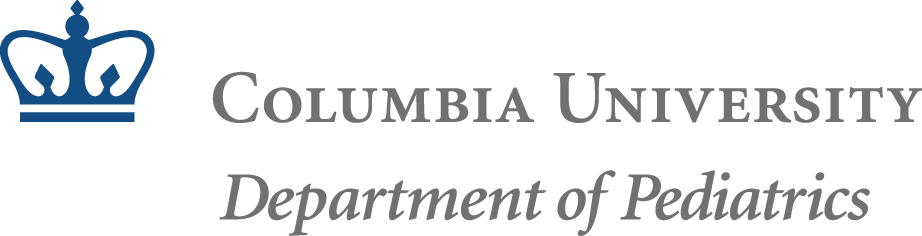 Columbia University
Department of Pediatrics